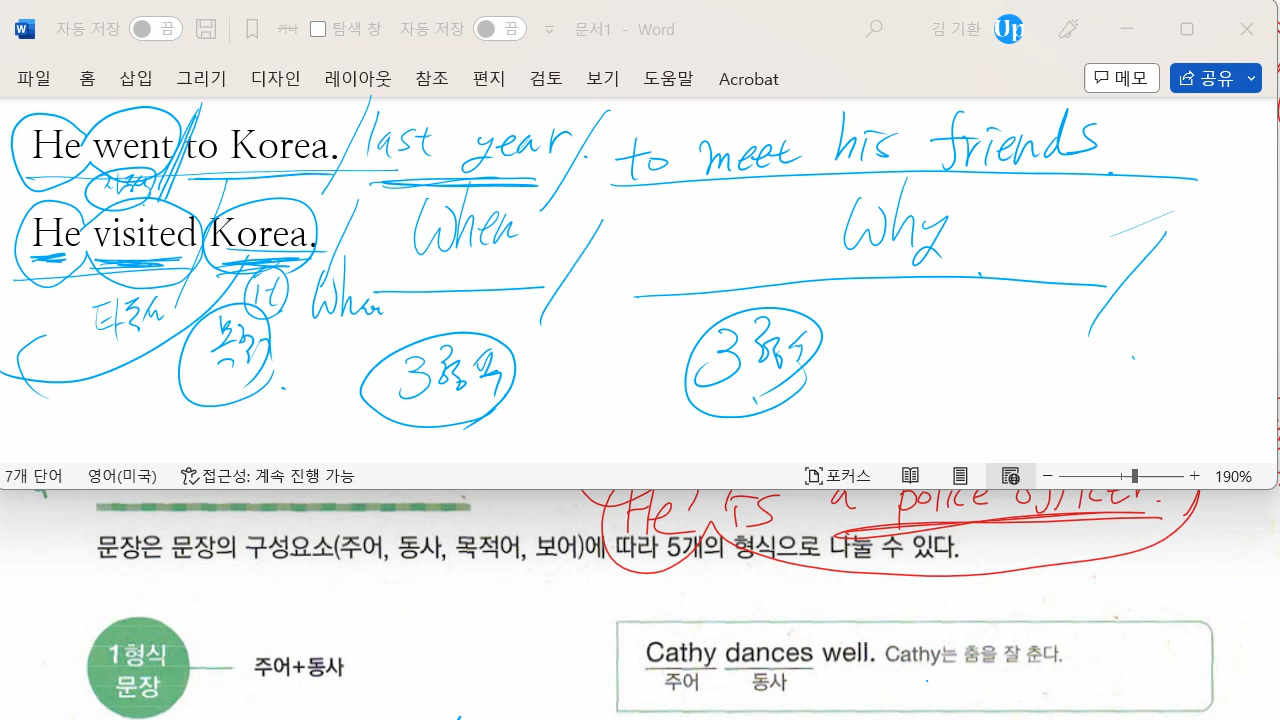 자동 저장 끔 커나 탐색 창 자동 저장 끔 문서1 - Word 김 기환 Up
파일 홈 삽입 그리기 디자인 레이아웃 참조 편지 검토 보기 도움말 Acrobat 메모 공유
He went to Korea. last year. to meet his friends.
He visited Korea. When Why
It
7개 단어 영어(미국) 접근성: 계속 진행 가능 포커스 190%
He is a police officer.
문장은 문장의 구성요소(주어, 동사, 목적어, 보어)에 따라 5개의 형식으로 나눌 수 있다.
1형식
문장
주어+동사
Cathy dances well. Cathy는 춤을 잘 춘다.
주어 동사